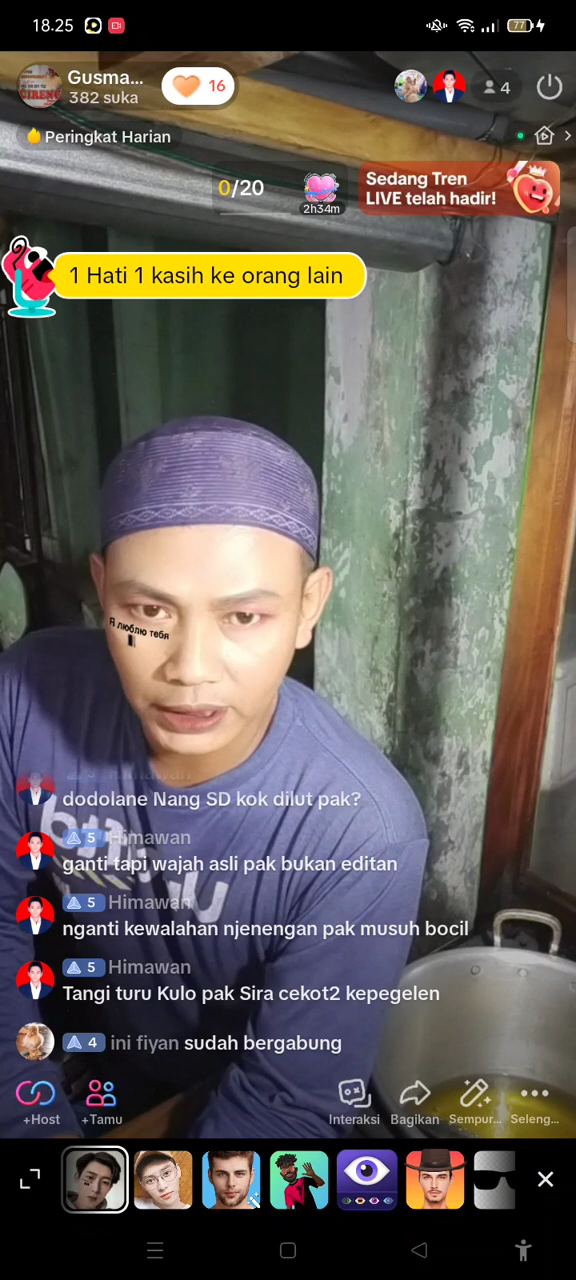 18.25
77
Gusma...
382 suka
16
4
Peringkat Harian
0/20
2h34m
Sedang Tren
LIVE telah hadir!
1 Hati 1 kasih ke orang lain
Я люблю тебя
dodolane Nang SD kok dilut pak?
5 Himawan
ganti tapi wajah asli pak bukan editan
5 Himawan
nganti kewalahan njenengan pak musuh bocil
5 Himawan
Tangi turu Kulo pak Sira cekot2 kepegelen
4 ini fiyan sudah bergabung
+Host
+Tamu
Interaksi
Bagikan
Sempur...
Seleng...